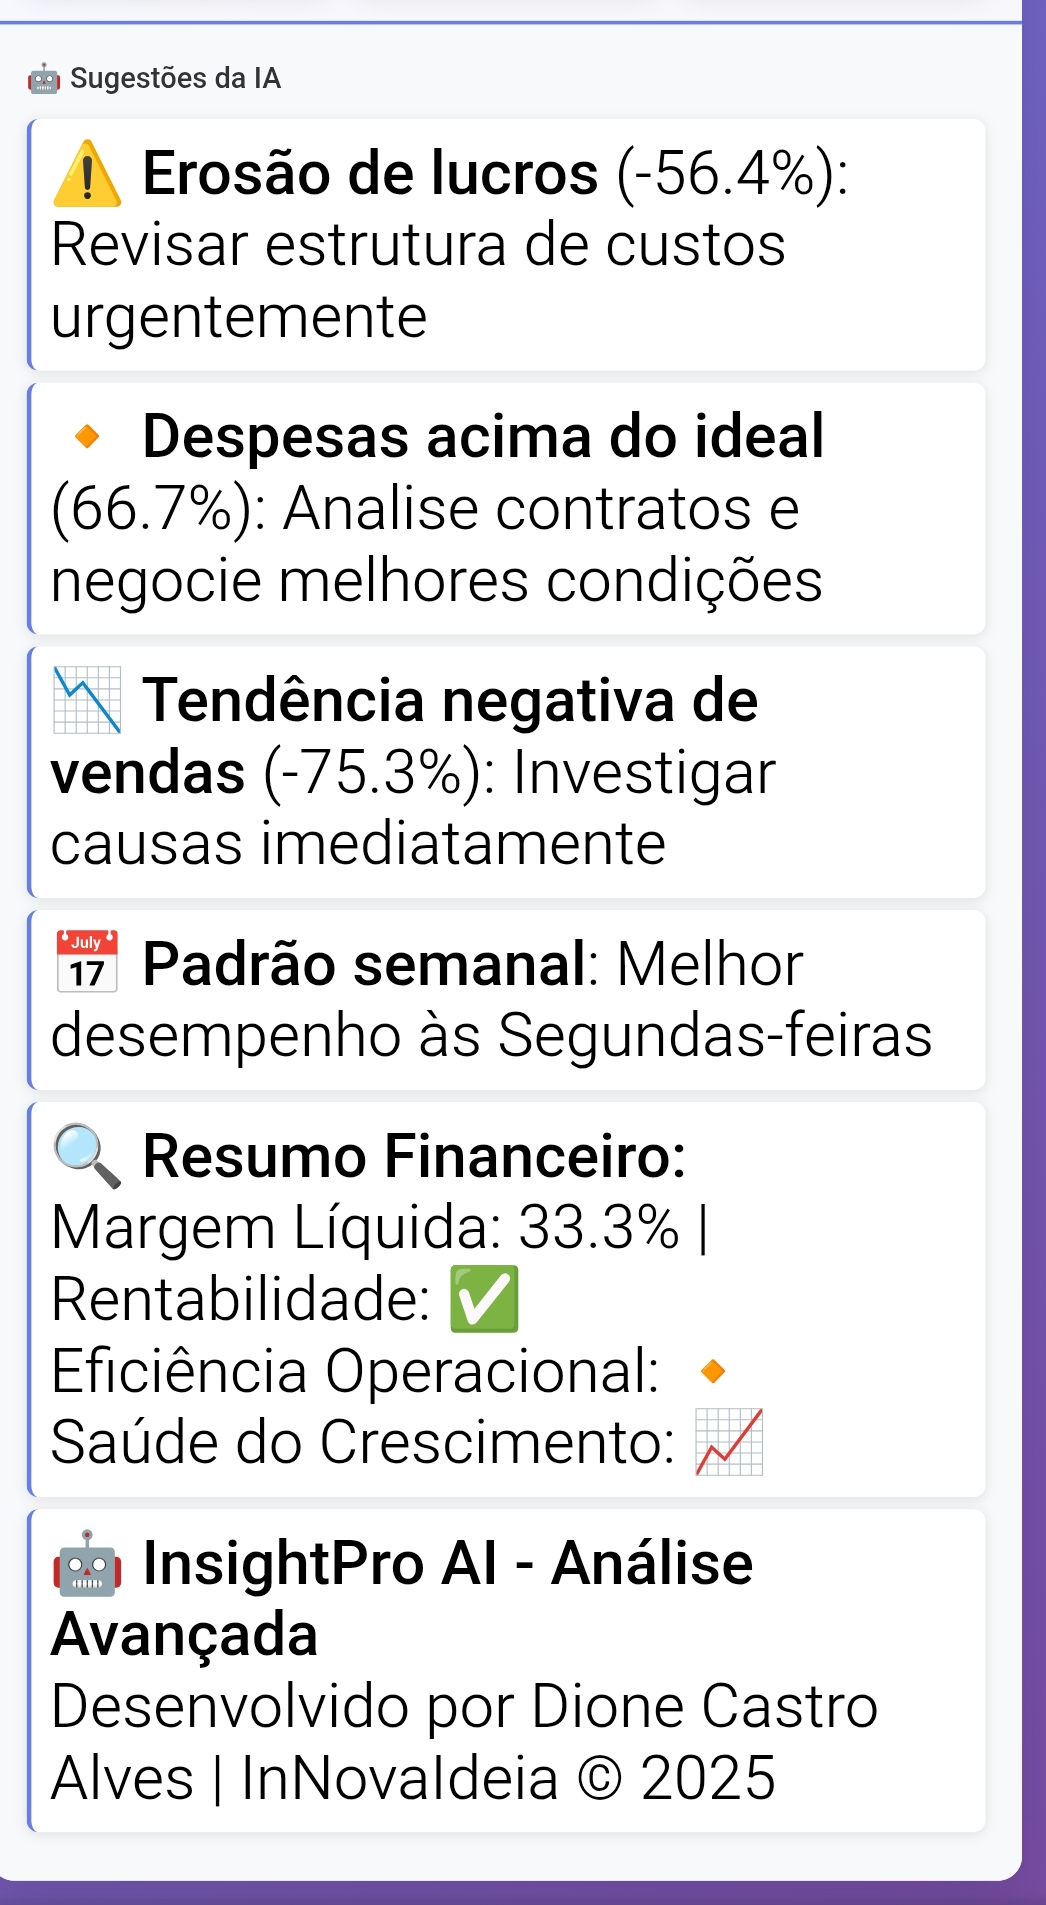 🤖 Sugestões da IA
⚠️ Erosão de lucros (-56.4%):
Revisar estrutura de custos
urgentemente
🔸 Despesas acima do ideal
(66.7%): Analise contratos e
negocie melhores condições
📉 Tendência negativa de
vendas (-75.3%): Investigar
causas imediatamente
📅 Padrão semanal: Melhor
desempenho às Segundas-feiras
🔍 Resumo Financeiro:
Margem Líquida: 33.3% |
Rentabilidade: ✅
Eficiência Operacional: 🔸
Saúde do Crescimento: 📈
🤖 InsightPro AI - Análise
Avançada
Desenvolvido por Dione Castro
Alves | InNovaIdeia © 2025